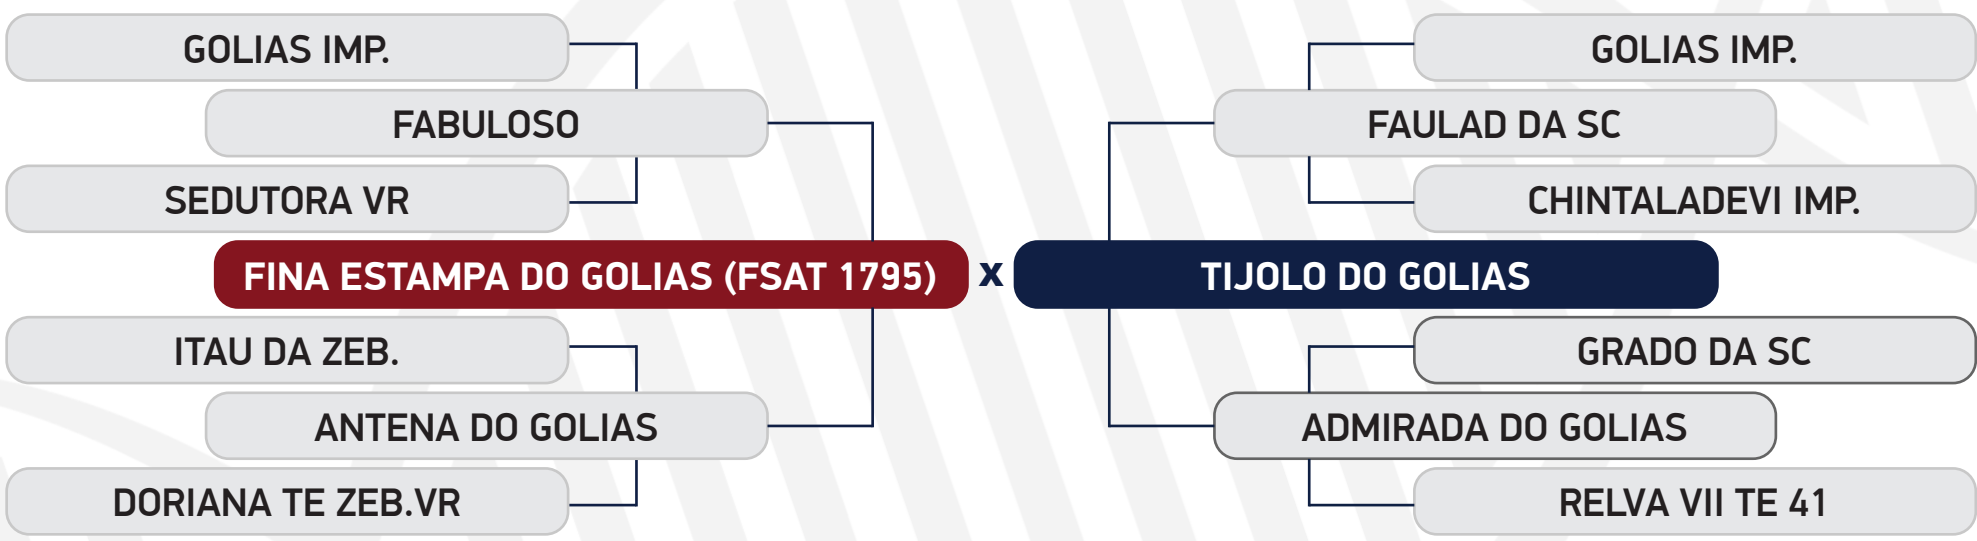 GOLIAS IMP.
FABULOSO
SEDUTORA VR
FINA ESTAMPA DO GOLIAS (FSAT 1795)
ITAU DA ZEB.
ANTENA DO GOLIAS
DORIANA TE ZEB.VR
X
GOLIAS IMP.
FAULAD DA SC
CHINTALADEVI IMP.
TIJOLO DO GOLIAS
GRADO DA SC
ADMIRADA DO GOLIAS
RELVA VII TE 41